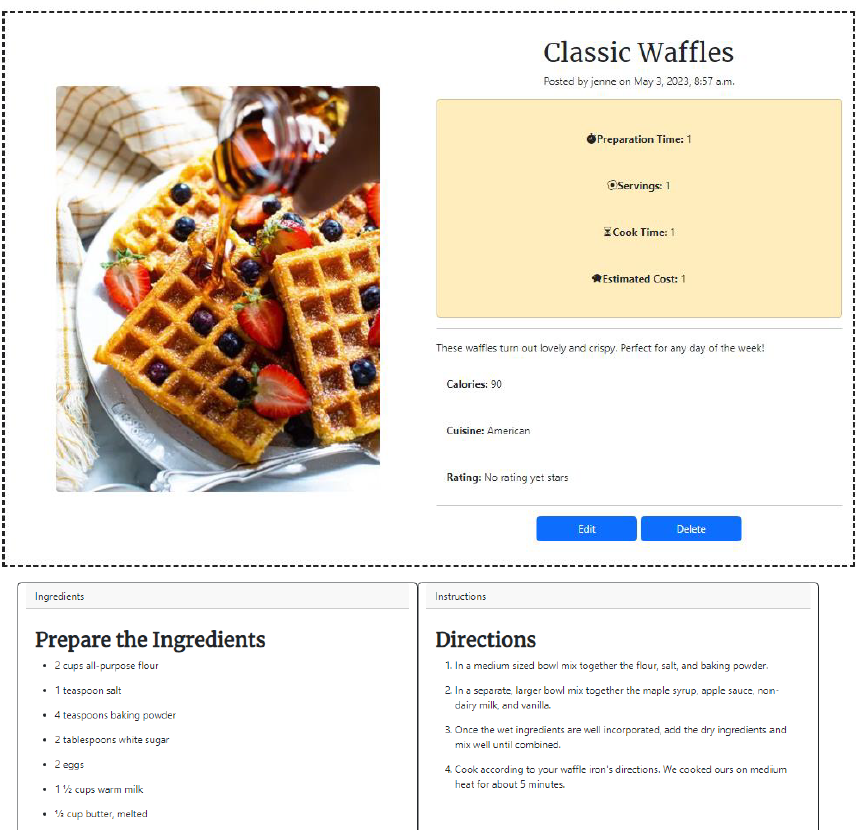 Classic Waffles
Posted by jenne on May 3, 2023, 8:57 a.m.
Preparation Time: 1
Servings: 1
Cook Time: 1
Estimated Cost: 1
These waffles turn out lovely and crispy. Perfect for any day of the week!
Calories: 90
Cuisine: American
Rating: No rating yet stars
Edit
Delete
Ingredients
Prepare the Ingredients
• 2 cups all-purpose flour
• 1 teaspoon salt
• 4 teaspoons baking powder
• 2 tablespoons white sugar
• 2 eggs
• 1 ½ cups warm milk
• ⅓ cup butter, melted
Instructions
Directions
1. In a medium sized bowl mix together the flour, salt, and baking powder.
2. In a separate, larger bowl mix together the maple syrup, apple sauce, non-
dairy milk, and vanilla.
3. Once the wet ingredients are well incorporated, add the dry ingredients and
mix well until combined.
4. Cook according to your waffle iron's directions. We cooked ours on medium
heat for about 5 minutes.